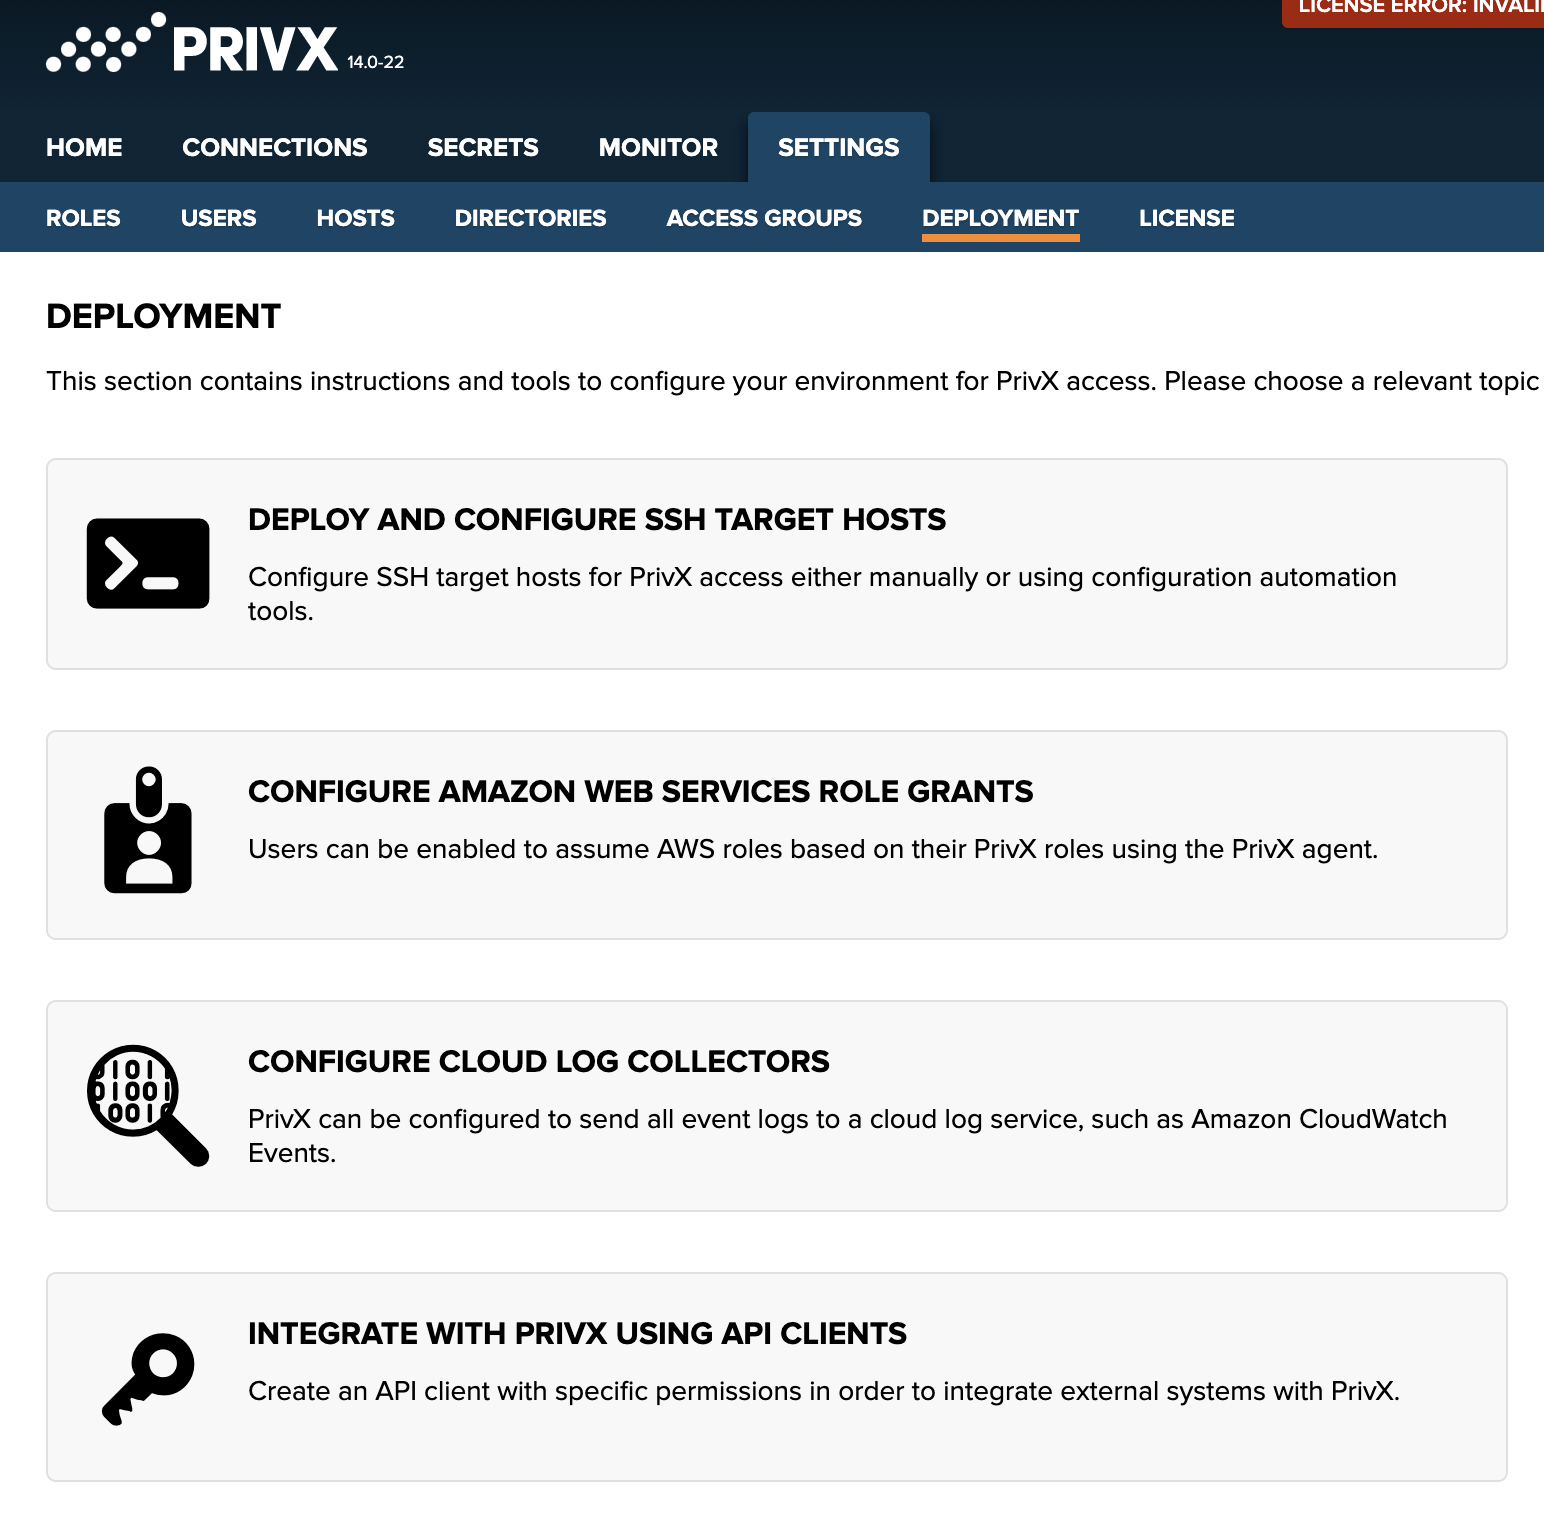 LICENSE ERROR:
PRIVX 14.0-22
HOME CONNECTIONS SECRETS MONITOR SETTINGS
ROLES USERS HOSTS DIRECTORIES ACCESS GROUPS DEPLOYMENT LICENSE
DEPLOYMENT
This section contains instructions and tools to configure your environment for PrivX access. Please choose a relevant topic
DEPLOY AND CONFIGURE SSH TARGET HOSTS
Configure SSH target hosts for PrivX access either manually or using configuration automation
tools.
CONFIGURE AMAZON WEB SERVICES ROLE GRANTS
Users can be enabled to assume AWS roles based on their PrivX roles using the PrivX agent.
CONFIGURE CLOUD LOG COLLECTORS
PrivX can be configured to send all event logs to a cloud log service, such as Amazon CloudWatch
Events.
INTEGRATE WITH PRIVX USING API CLIENTS
Create an API client with specific permissions in order to integrate external systems with PrivX.